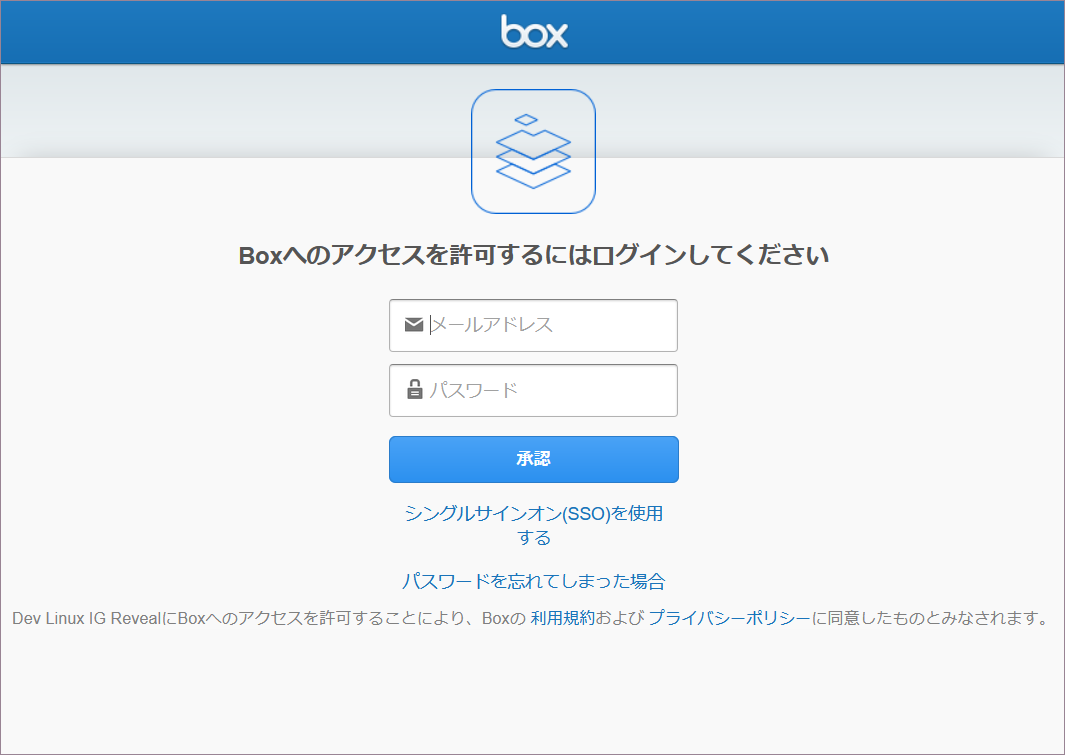 box
Boxへのアクセスを許可するにはログインしてください
メールアドレス
パスワード
承認
シングルサインオン(SSO)を使用
する
パスワードを忘れてしまった場合
Dev Linux IG RevealにBoxへのアクセスを許可することにより、Boxの 利用規約および プライバシーポリシーに同意したものとみなされます。